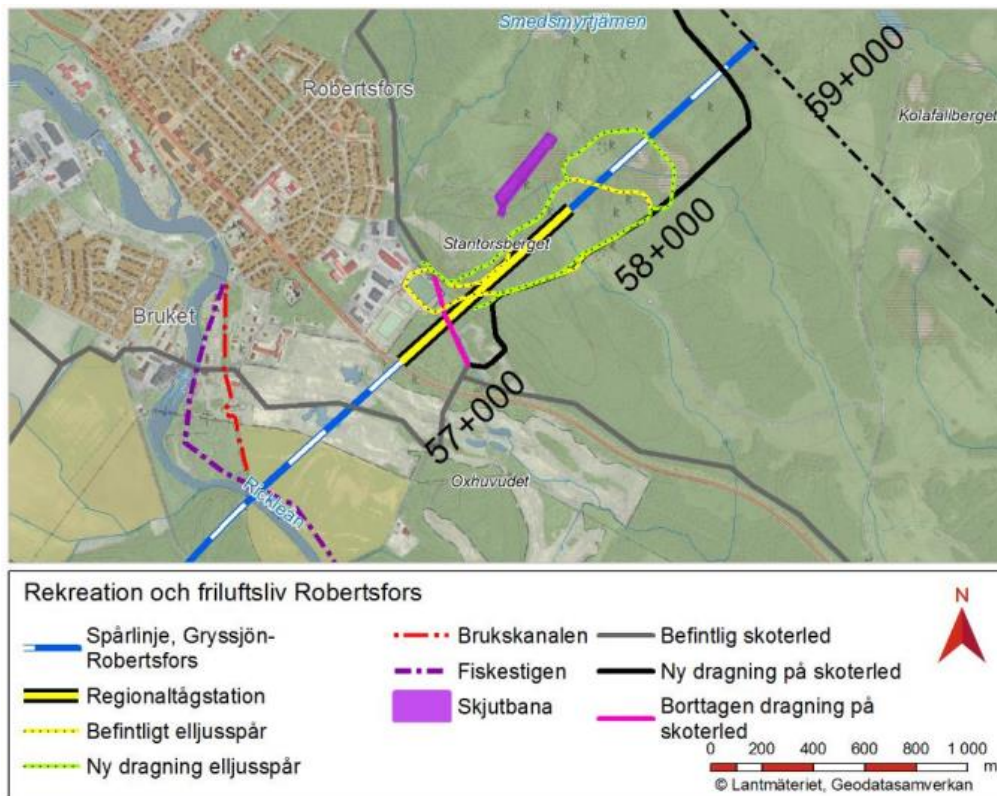 Smedsmyrtjärnen
Robertsfors
59+000
Kolafallberget
Stantorsberget
58+000
Bruket
57+000
Oxhuvudet
Rickleån
Rekreation och friluftsliv Robertsfors
Spårlinje, Gryssjön-
Robertsfors
Regionaltågstation
Befintligt elljusspår
Ny dragning elljusspår
Brukskanalen
Fiskestigen
Skjutbana
Befintlig skoterled
Ny dragning på skoterled
Borttagen dragning på
skoterled
N
0 200 400 600 800 1 000
m
© Lantmäteriet, Geodatasamverkan